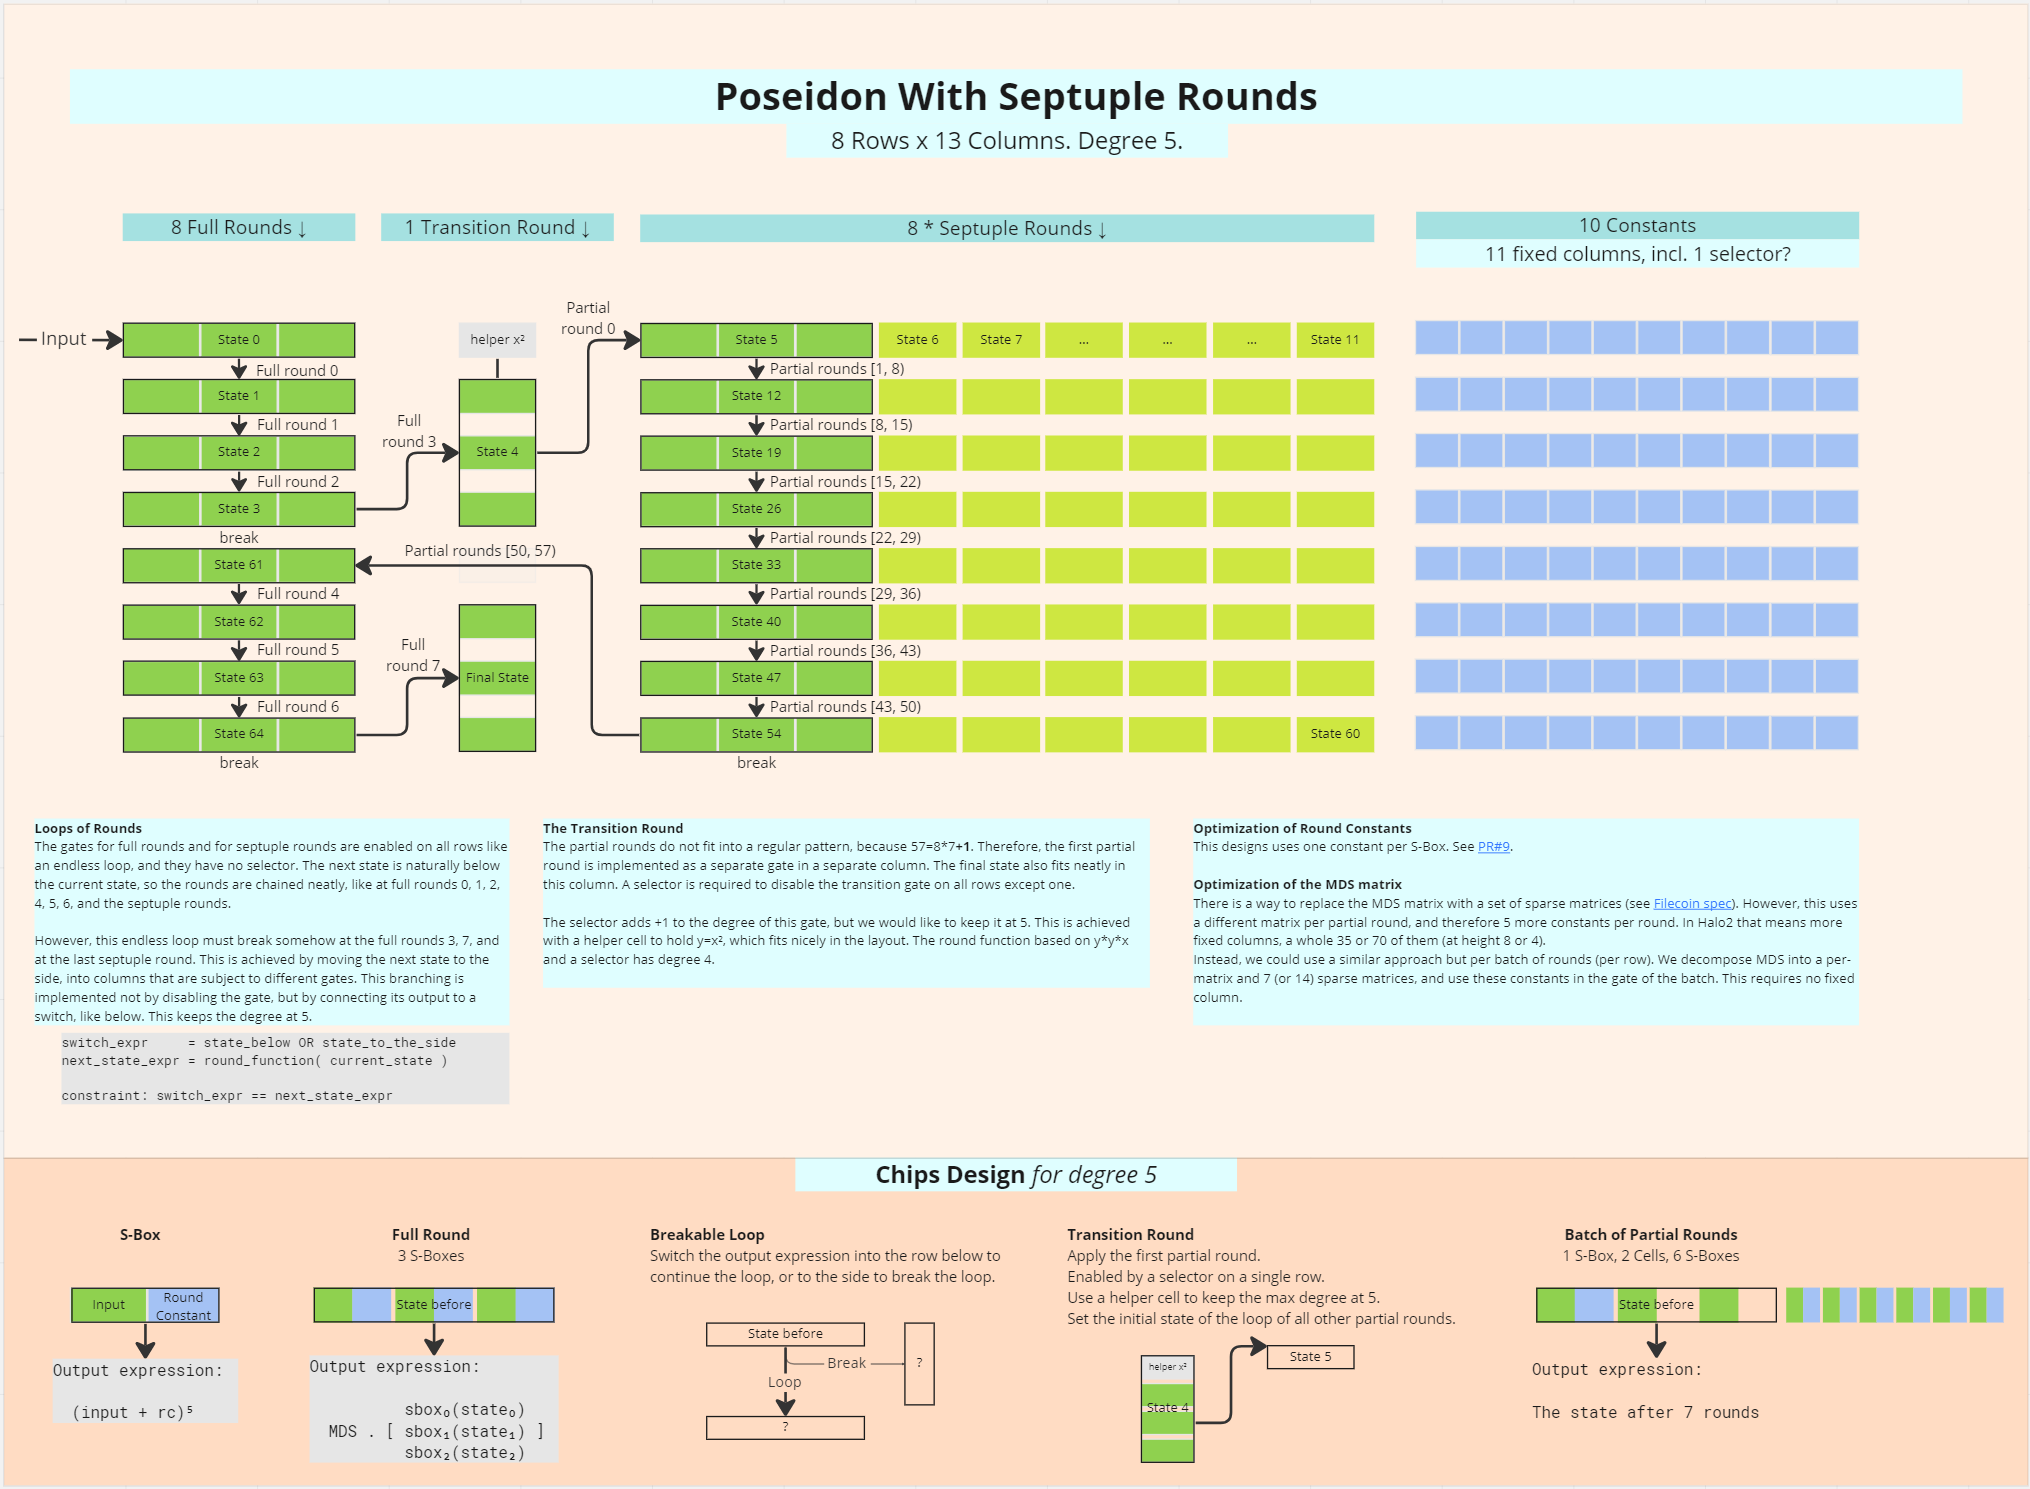 Poseidon With Septuple Rounds
8 Rows x 13 Columns. Degree 5.
8 Full Rounds ↓
1 Transition Round ↓
8 * Septuple Rounds ↓
10 Constants
11 fixed columns, incl. 1 selector?
Input
State 0
Full round 0
State 1
Full round 1
State 2
Full round 2
State 3
break
State 61
Full round 4
State 62
Full round 5
State 63
Full round 6
State 64
break
helper x²
Full
round 3
State 4
Partial
round 0
Partial rounds [50, 57)
Full
round 7
Final State
State 5
State 6
State 7
...
...
...
State 11
Partial rounds [1, 8)
State 12
Partial rounds [8, 15)
State 19
Partial rounds [15, 22)
State 26
Partial rounds [22, 29)
State 33
Partial rounds [29, 36)
State 40
Partial rounds [36, 43)
State 47
Partial rounds [43, 50)
State 54
State 60
break
Loops of Rounds
The gates for full rounds and for septuple rounds are enabled on all rows like
an endless loop, and they have no selector. The next state is naturally below
the current state, so the rounds are chained neatly, like at full rounds 0, 1, 2,
4, 5, 6, and the septuple rounds.
However, this endless loop must break somehow at the full rounds 3, 7, and
at the last septuple round. This is achieved by moving the next state to the
side, into columns that are subject to different gates. This branching is
implemented not by disabling the gate, but by connecting its output to a
switch, like below. This keeps the degree at 5.
switch_expr     = state_below OR state_to_the_side
next_state_expr = round_function( current_state )
constraint: switch_expr == next_state_expr
The Transition Round
The partial rounds do not fit into a regular pattern, because 57=8*7+1. Therefore, the first partial
round is implemented as a separate gate in a separate column. The final state also fits neatly in
this column. A selector is required to disable the transition gate on all rows except one.
The selector adds +1 to the degree of this gate, but we would like to keep it at 5. This is achieved
with a helper cell to hold y=x², which fits nicely in the layout. The round function based on y*y*x
and a selector has degree 4.
Optimization of Round Constants
This designs uses one constant per S-Box. See PR#9.
Optimization of the MDS matrix
There is a way to replace the MDS matrix with a set of sparse matrices (see Filecoin spec). However, this uses
a different matrix per partial round, and therefore 5 more constants per round. In Halo2 that means more
fixed columns, a whole 35 or 70 of them (at height 8 or 4).
Instead, we could use a similar approach but per batch of rounds (per row). We decompose MDS into a per-
matrix and 7 (or 14) sparse matrices, and use these constants in the gate of the batch. This requires no fixed
column.
Chips Design for degree 5
S-Box
Input
Round
Constant
Output expression:
(input + rc)⁵
Full Round
3 S-Boxes
State before
Output expression:
sbox₀(state₀)
MDS . [ sbox₁(state₁) ]
sbox₂(state₂)
Breakable Loop
Switch the output expression into the row below to
continue the loop, or to the side to break the loop.
State before
Break
?
Loop
?
Transition Round
Apply the first partial round.
Enabled by a selector on a single row.
Use a helper cell to keep the max degree at 5.
Set the initial state of the loop of all other partial rounds.
helper x²
State 4
State 5
Batch of Partial Rounds
1 S-Box, 2 Cells, 6 S-Boxes
State before
Output expression:
The state after 7 rounds